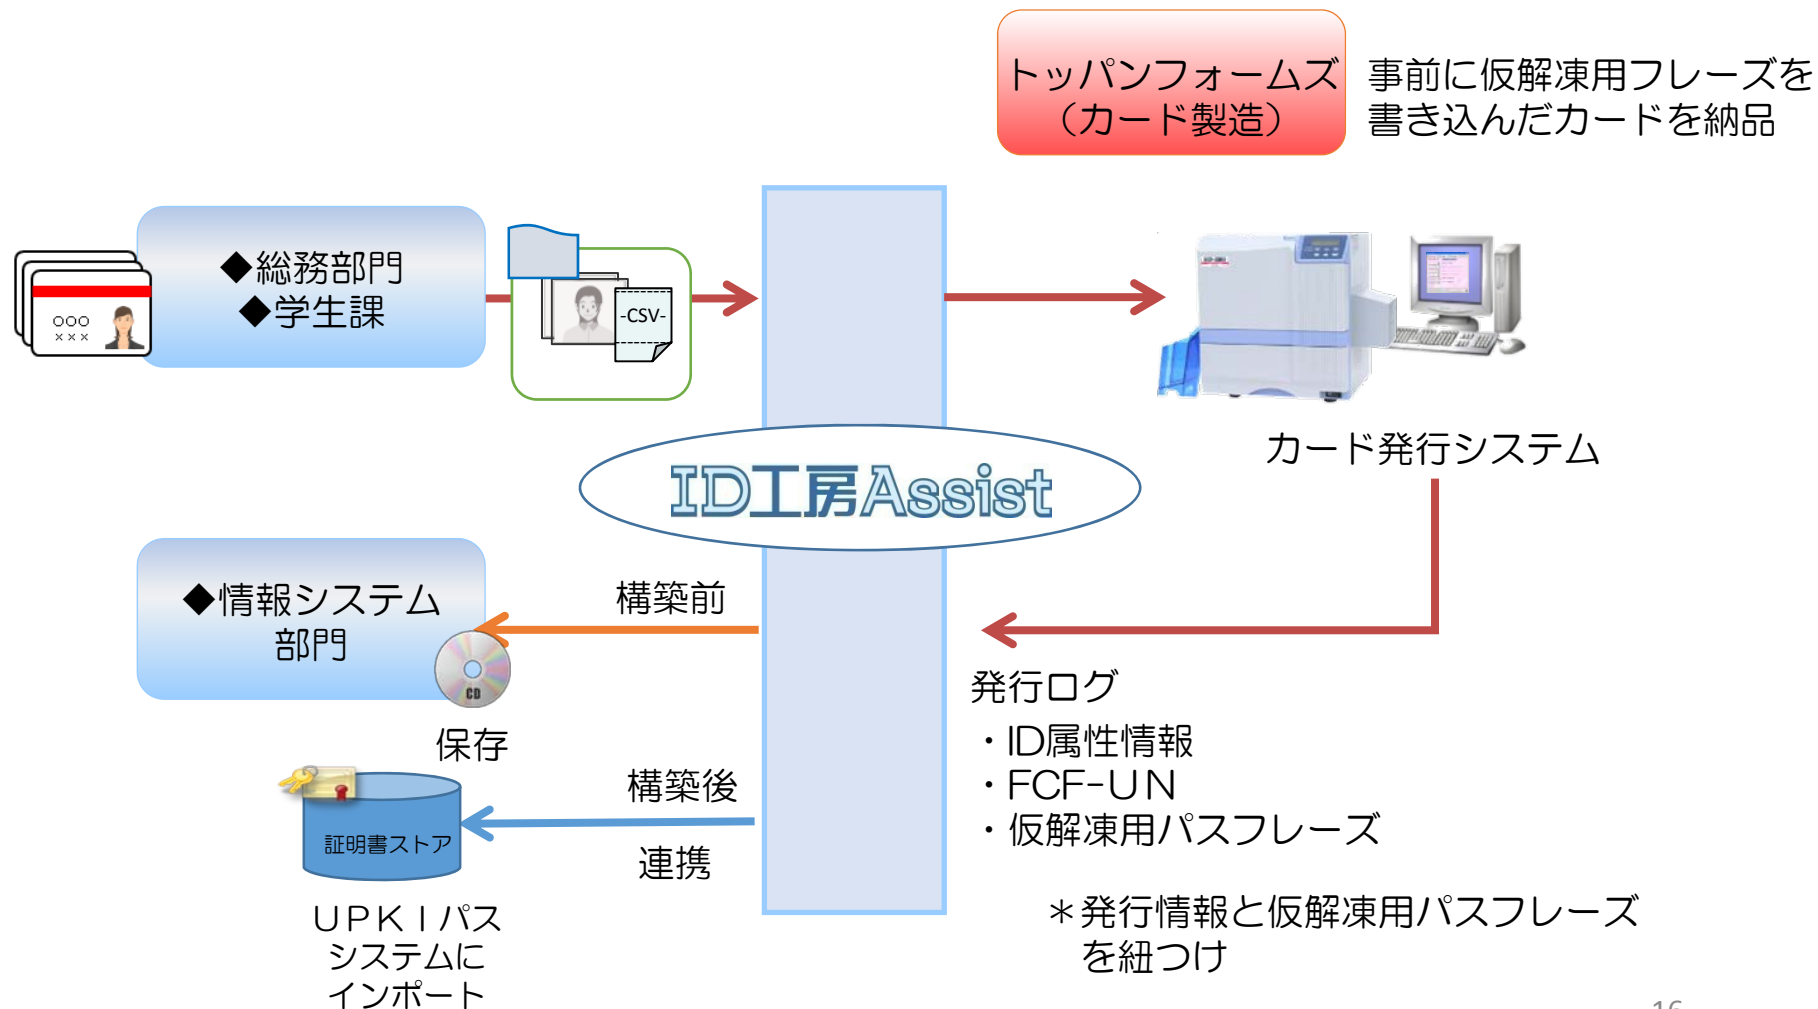 トッパンフォームズ
（カード製造）
事前に仮解凍用フレーズを
書き込んだカードを納品
◆総務部門
◆学生課
○○○
×××
-CSV-
カード発行システム
ID工房Assist
◆情報システム
部門
CD
保存
構築前
発行ログ
・ID属性情報
・FCF-ＵＮ
・仮解凍用パスフレーズ
構築後
連携
証明書ストア
ＵＰＫＩパス
システムに
インポート
＊発行情報と仮解凍用パスフレーズ
を紐つけ
16